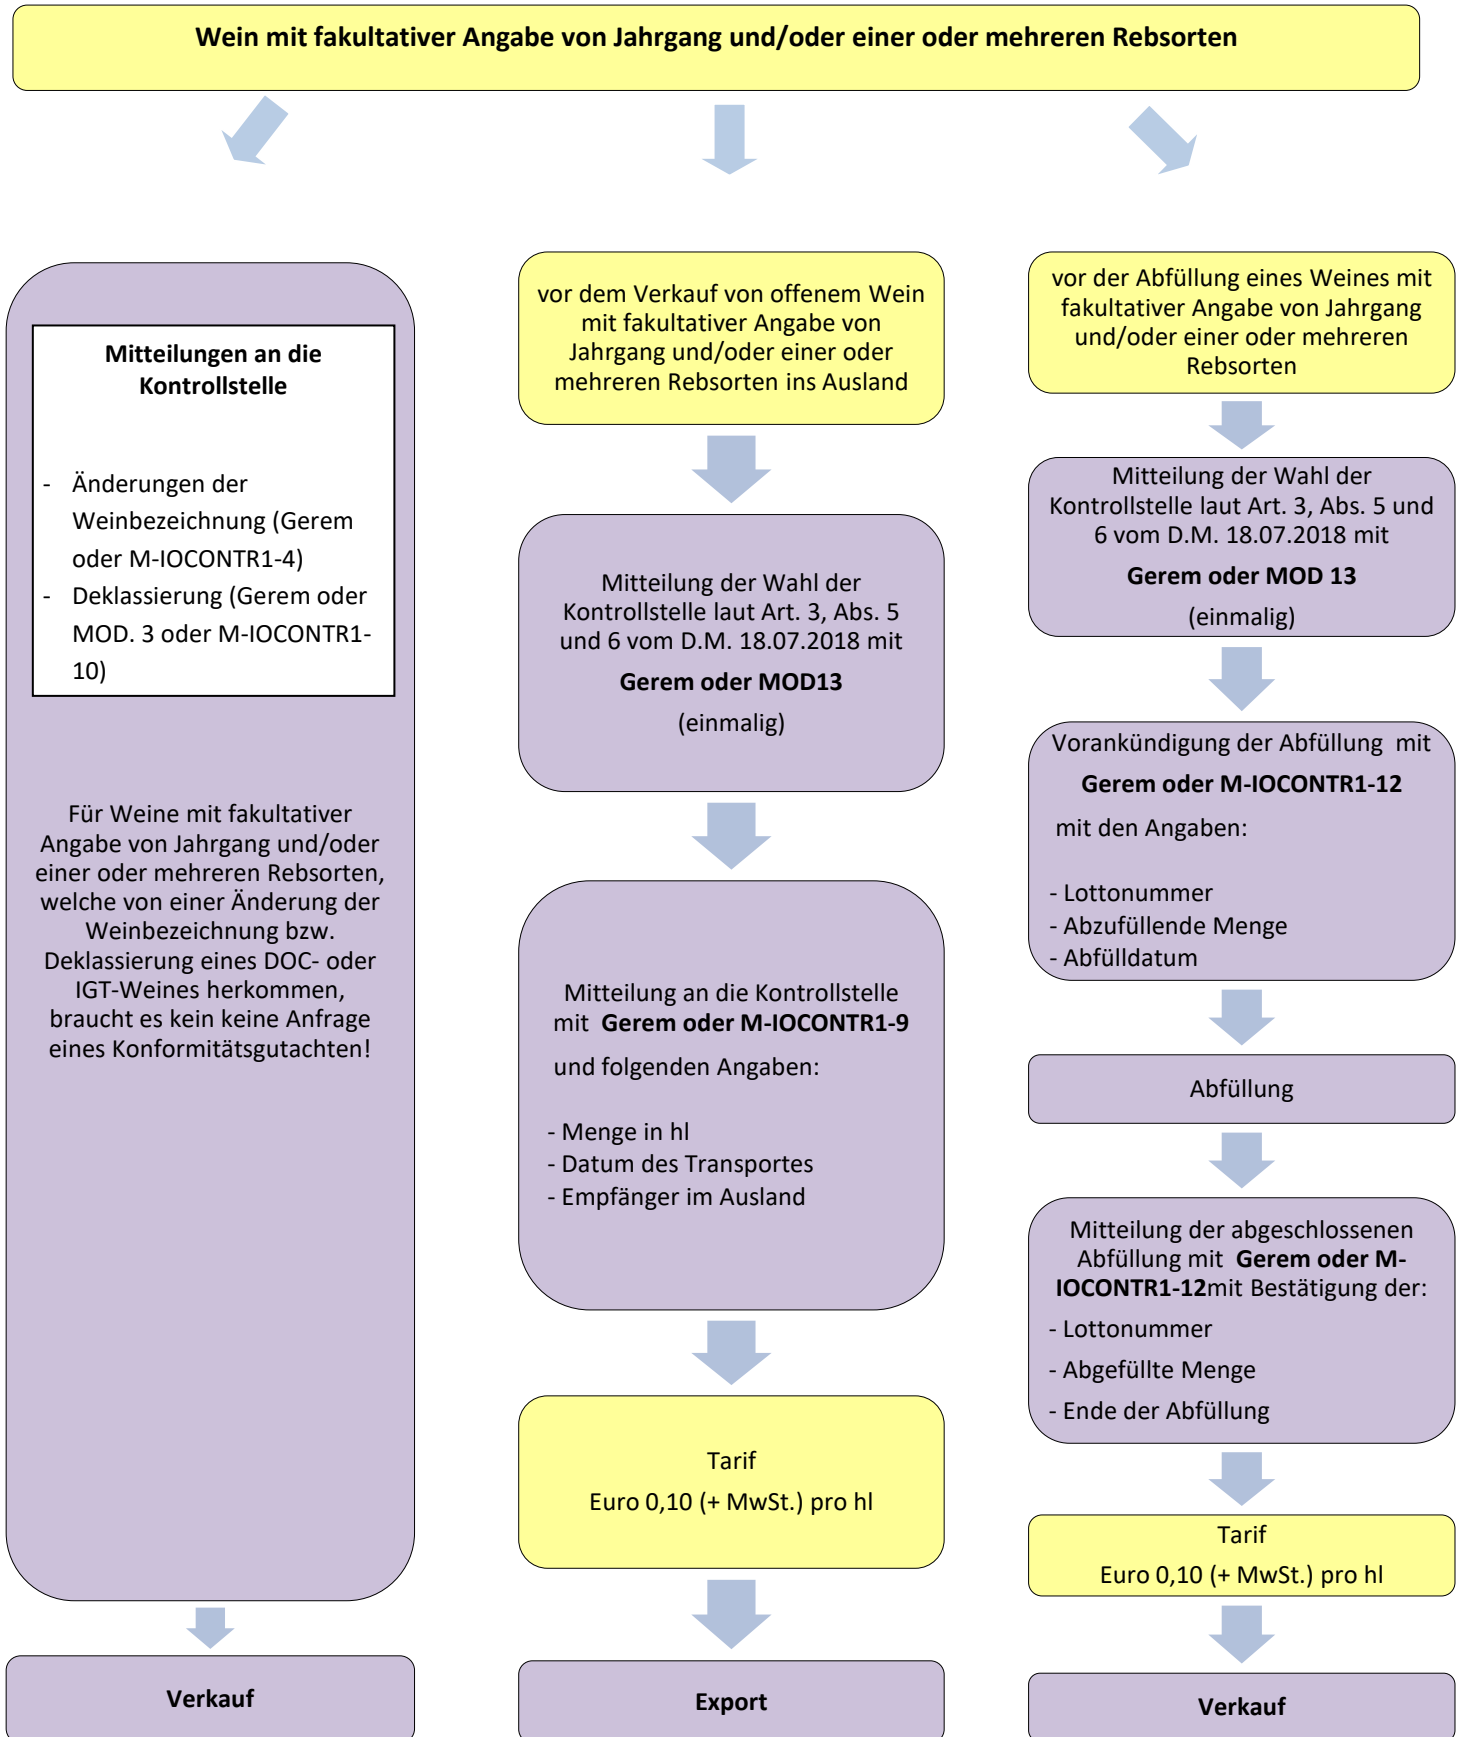 Wein mit fakultativer Angabe von Jahrgang und/oder einer oder mehreren Rebsorten
Mitteilungen an die
Kontrollstelle
- Änderungen der
Weinbezeichnung (Gerem
oder M-IOCONTR1-4)
- Deklassierung (Gerem oder
MOD. 3 oder M-IOCONTR1-
10)
Für Weine mit fakultativer
Angabe von Jahrgang und/oder
einer oder mehreren Rebsorten,
welche von einer Änderung der
Weinbezeichnung bzw.
Deklassierung eines DOC- oder
IGT-Weines herkommen,
braucht es kein keine Anfrage
eines Konformitätsgutachten!
Verkauf
vor dem Verkauf von offenem Wein
mit fakultativer Angabe von
Jahrgang und/oder einer oder
mehreren Rebsorten ins Ausland
Mitteilung der Wahl der
Kontrollstelle laut Art. 3, Abs. 5
und 6 vom D.M. 18.07.2018 mit
Gerem oder MOD13
(einmalig)
Mitteilung an die Kontrollstelle
mit Gerem oder M-IOCONTR1-9
und folgenden Angaben:
- Menge in hl
- Datum des Transportes
- Empfänger im Ausland
Tarif
Euro 0,10 (+ MwSt.) pro hl
Export
vor der Abfüllung eines Weines mit
fakultativer Angabe von Jahrgang
und/oder einer oder mehreren
Rebsorten
Mitteilung der Wahl der
Kontrollstelle laut Art. 3, Abs. 5 und
6 vom D.M. 18.07.2018 mit
Gerem oder MOD 13
(einmalig)
Vorankündigung der Abfüllung mit
Gerem oder M-IOCONTR1-12
mit den Angaben:
- Lottonummer
- Abzufüllende Menge
- Abfülldatum
Abfüllung
Mitteilung der abgeschlossenen
Abfüllung mit Gerem oder M-
IOCONTR1-12mit Bestätigung der:
- Lottonummer
- Abgefüllte Menge
- Ende der Abfüllung
Tarif
Euro 0,10 (+ MwSt.) pro hl
Verkauf